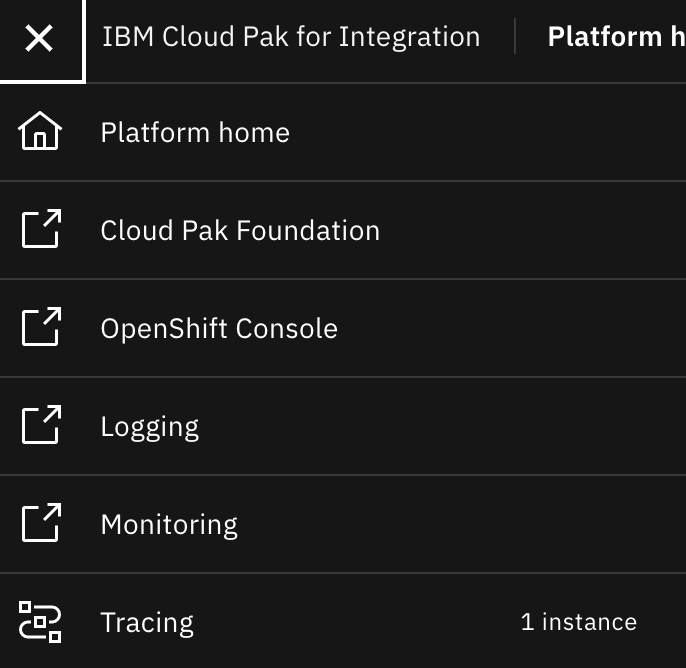 IBM Cloud Pak for Integration Platform h
Platform home
Cloud Pak Foundation
OpenShift Console
Logging
Monitoring
Tracing 1 instance